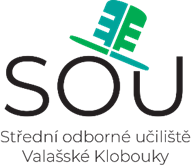 SOU
Střední odborné učiliště
Valašské Klobouky